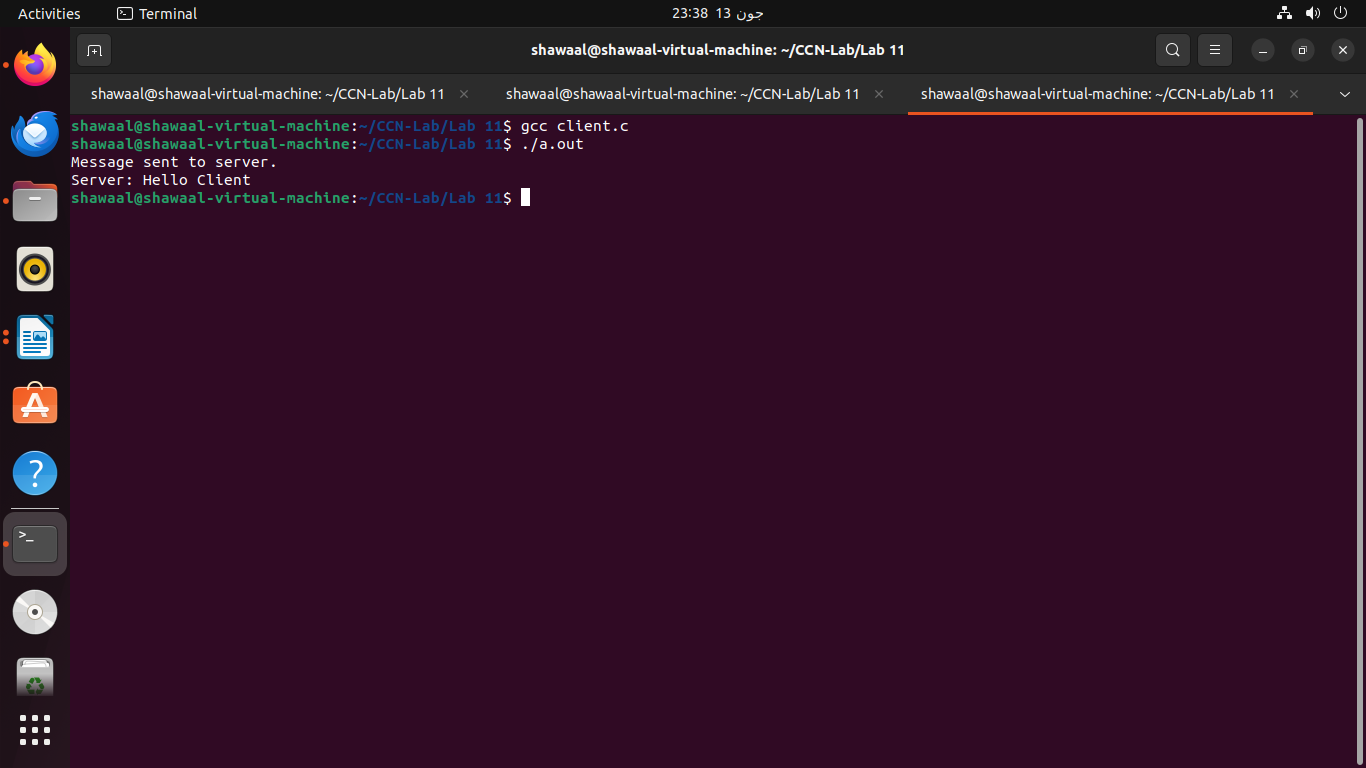 Activities
Terminal
23:38 جون 13
shawaal@shawaal-virtual-machine: ~/CCN-Lab/Lab 11
shawaal@shawaal-virtual-machine: ~/CCN-Lab/Lab 11
shawaal@shawaal-virtual-machine: ~/CCN-Lab/Lab 11
shawaal@shawaal-virtual-machine: ~/CCN-Lab/Lab 11
shawaal@shawaal-virtual-machine:~/CCN-Lab/Lab 11$ gcc client.c
shawaal@shawaal-virtual-machine:~/CCN-Lab/Lab 11$ ./a.out
Message sent to server.
Server: Hello Client
shawaal@shawaal-virtual-machine:~/CCN-Lab/Lab 11$